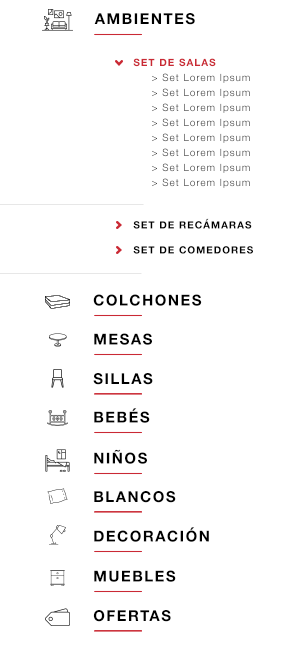 AMBIENTES
SET DE SALAS
> Set Lorem Ipsum
> Set Lorem Ipsum
> Set Lorem Ipsum
> Set Lorem Ipsum
> Set Lorem Ipsum
> Set Lorem Ipsum
> Set Lorem Ipsum
> Set Lorem Ipsum
SET DE RECÁMARAS
SET DE COMEDORES
COLCHONES
MESAS
SILLAS
BEBÉS
NIÑOS
BLANCOS
DECORACIÓN
MUEBLES
OFERTAS